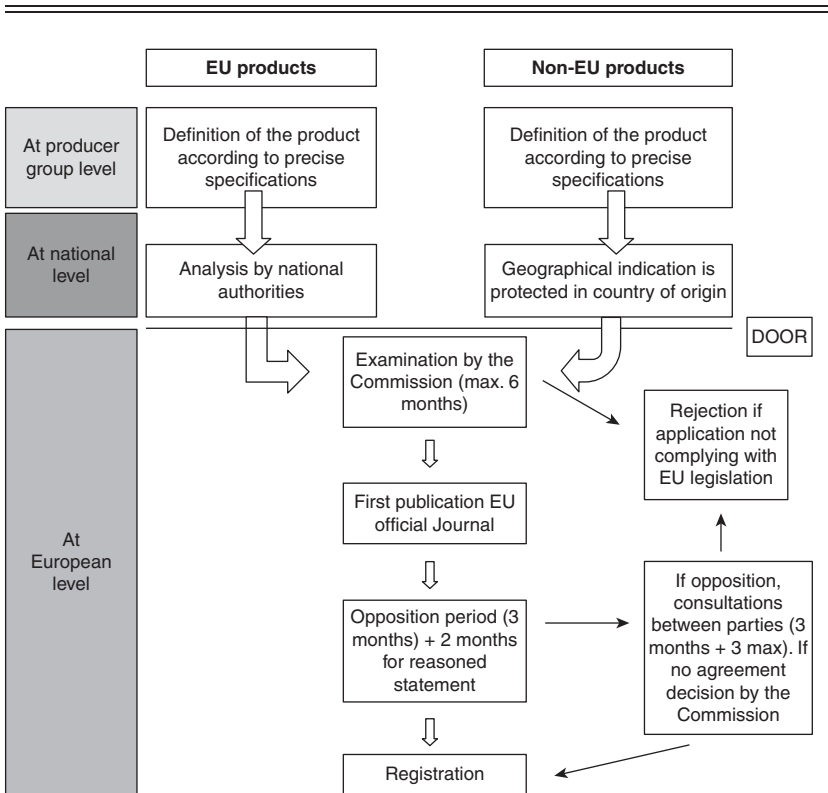 EU products
Non-EU products
At producer
group level
Definition of the product
according to precise
specifications
Definition of the product
according to precise
specifications
At national
level
Analysis by national
authorities
Geographical indication is
protected in country of origin
DOOR
At
European
level
Examination by the
Commission (max. 6
months)
Rejection if
application not
complying with
EU legislation
First publication EU
official Journal
Opposition period (3
months) + 2 months
for reasoned
statement
If opposition,
consultations
between parties (3
months + 3 max). If
no agreement
decision by the
Commission
Registration